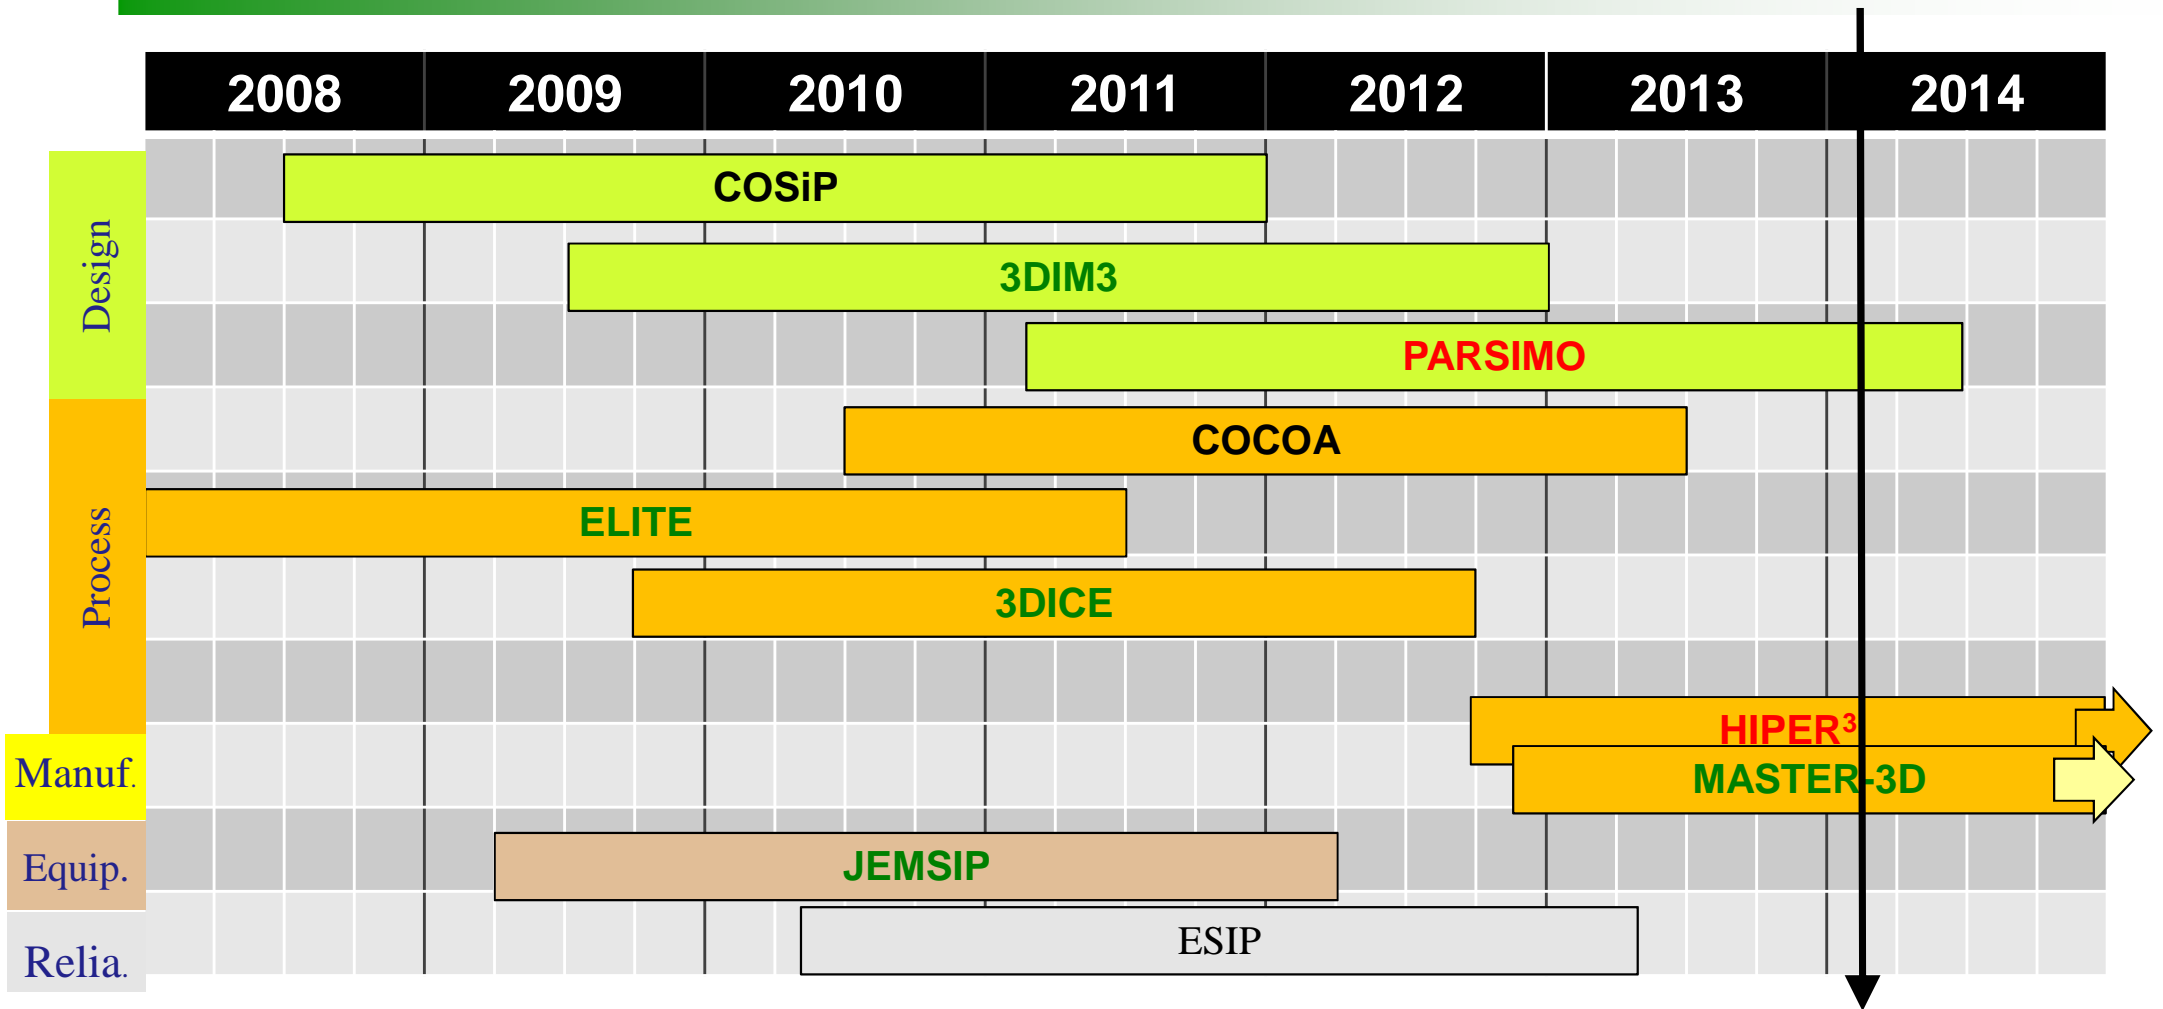 2008 2009 2010 2011 2012 2013 2014
Design
COSiP
3DIM3
PARSIMO
Process
COCOA
ELITE
3DICE
HIPER³
Manuf.
MASTER-3D
Equip.
JEMSIP
Relia.
ESIP